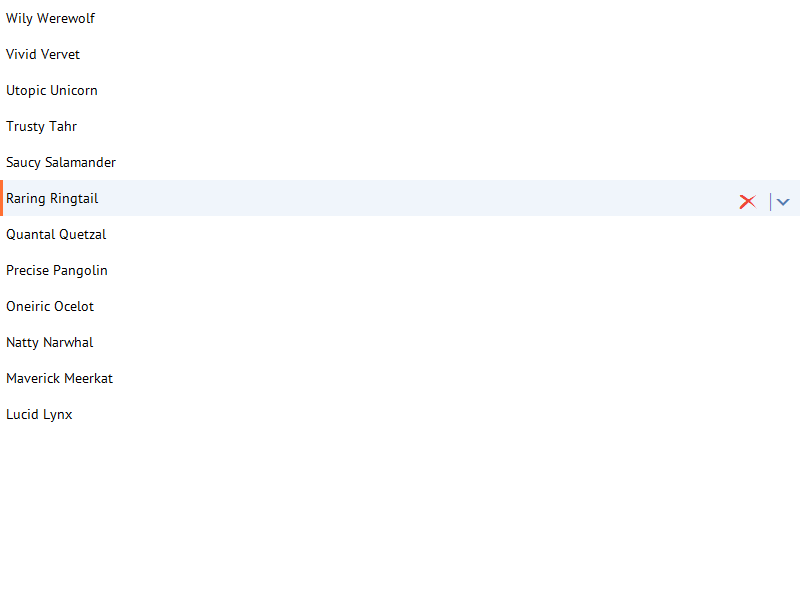 Wily Werewolf
Vivid Vervet
Utopic Unicorn
Trusty Tahr
Saucy Salamander
Raring Ringtail
Quantal Quetzal
Precise Pangolin
Oneiric Ocelot
Natty Narwhal
Maverick Meerkat
Lucid Lynx